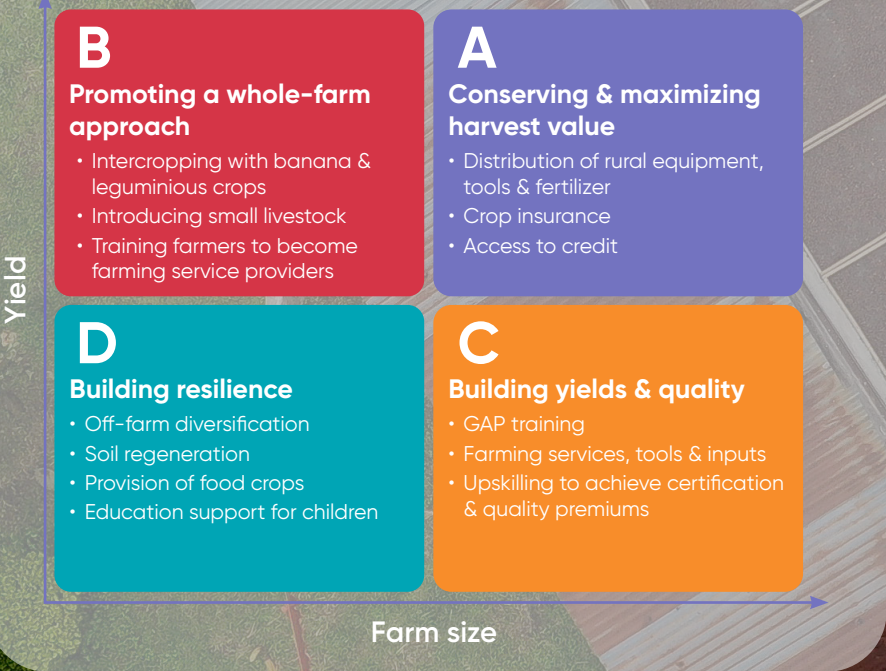 B
Promoting a whole-farm
approach
• Intercropping with banana &
leguminious crops
• Introducing small livestock
• Training farmers to become
farming service providers
A
Conserving & maximizing
harvest value
• Distribution of rural equipment,
tools & fertilizer
• Crop insurance
• Access to credit
Yield
D
Building resilience
• Off-farm diversification
• Soil regeneration
• Provision of food crops
• Education support for children
C
Building yields & quality
• GAP training
• Farming services, tools & inputs
• Upskilling to achieve certification
& quality premiums
Farm size